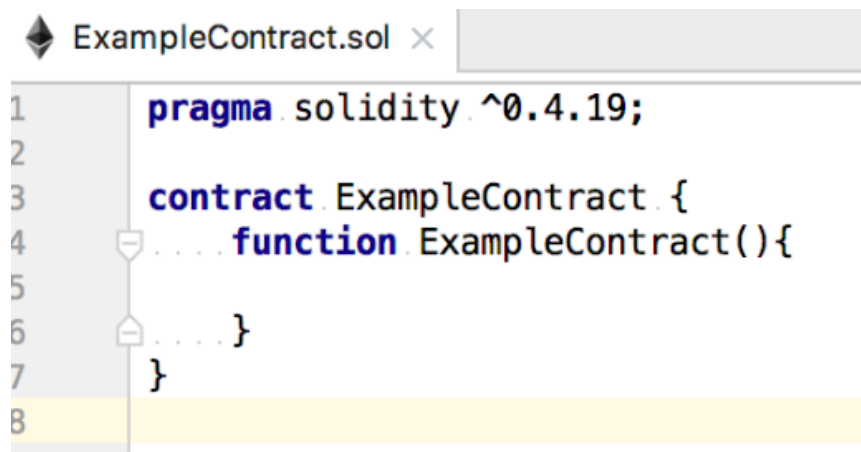 ExampleContract.sol ×
1 pragma solidity ^0.4.19;
2
3 contract ExampleContract {
4     function ExampleContract(){
5
6     }
7 }
8